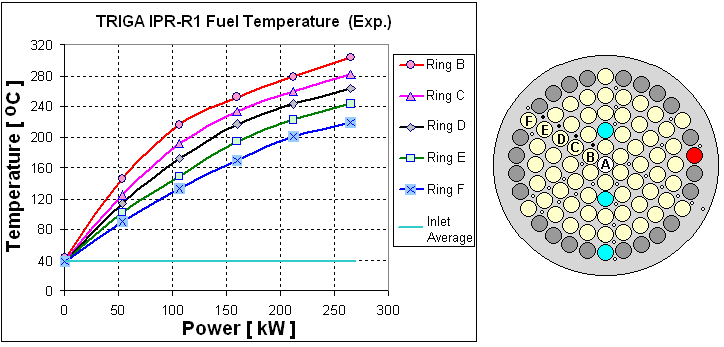 TRIGA IPR-R1 Fuel Temperature (Exp.)
Temperature [ ºC]
320
280
240
200
160
120
80
40
0
0 50 100 150 200 250 300
Power [ kW ]
Ring B
Ring C
Ring D
Ring E
Ring F
Inlet
Average
F
E
D
C
B
A